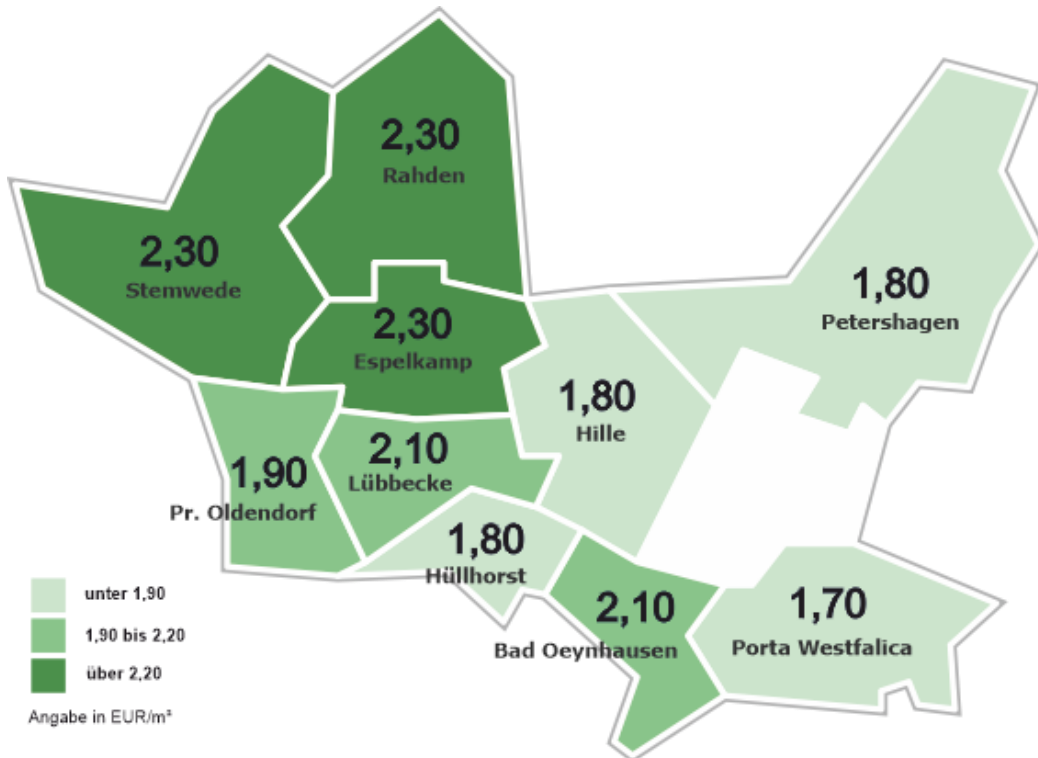 2,30
Rahden
2,30
Stemwede
1,80
Petershagen
2,30
Espelkamp
1,80
Hille
2,10
Lübbecke
1,90
Pr. Oldendorf
1,80
Hüllhorst
2,10
Bad Oeynhausen
1,70
Porta Westfalica
unter 1,90
1,90 bis 2,20
über 2,20
Angabe in EUR/m²